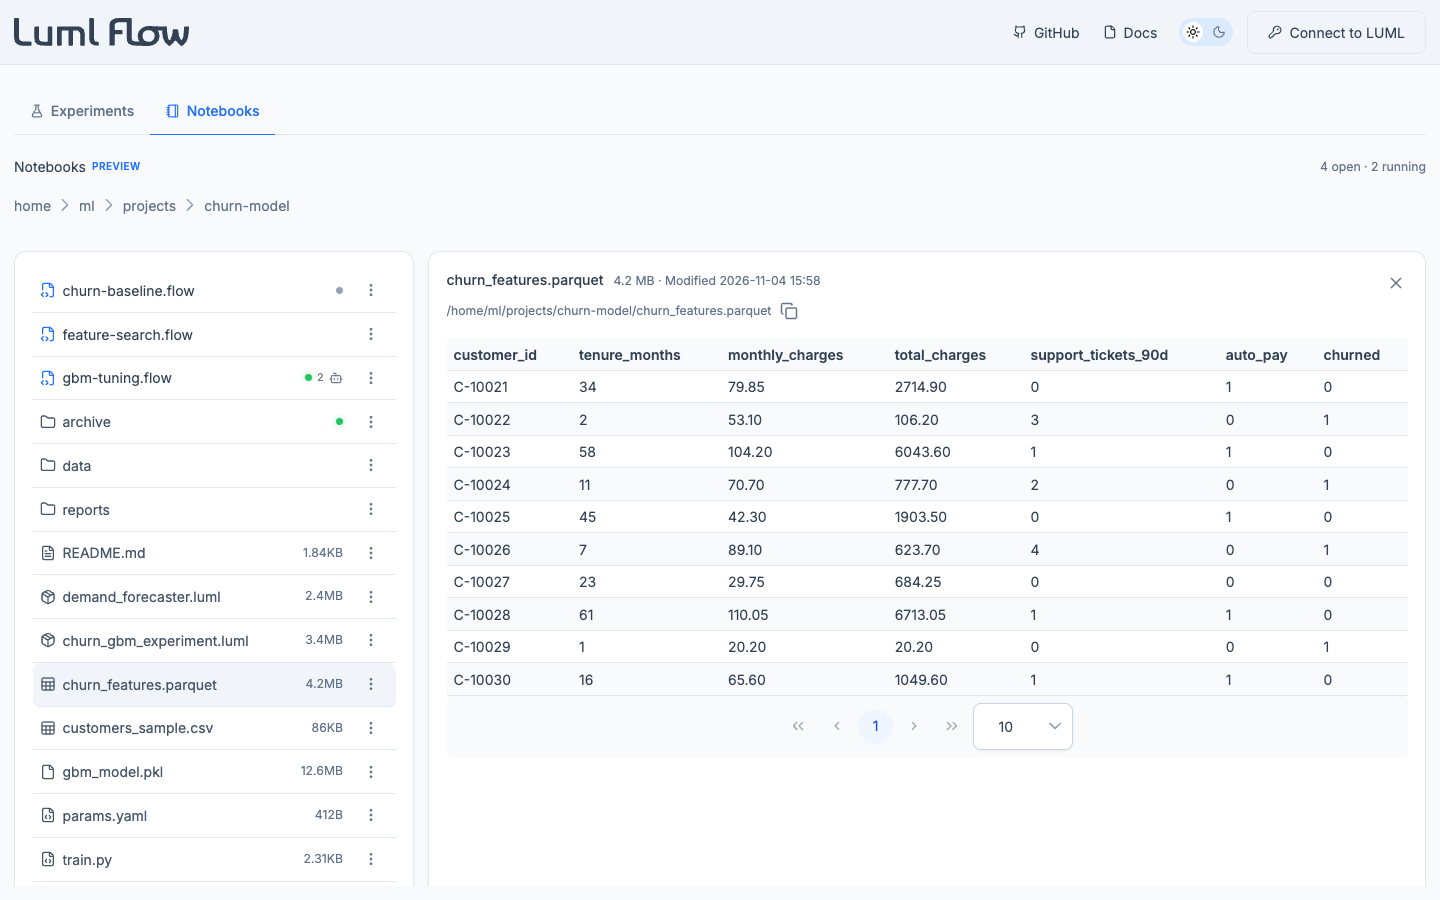 Luml Flow
GitHub
Docs
Connect to LUML
Experiments
Notebooks
Notebooks PREVIEW
4 open · 2 running
home > ml > projects > churn-model
churn-baseline.flow
feature-search.flow
gbm-tuning.flow 2
archive
data
reports
README.md 1.84KB
demand_forecaster.luml 2.4MB
churn_gbm_experiment.luml 3.4MB
churn_features.parquet 4.2MB
customers_sample.csv 86KB
gbm_model.pkl 12.6MB
params.yaml 412B
train.py 2.31KB
churn_features.parquet 4.2 MB · Modified 2026-11-04 15:58
/home/ml/projects/churn-model/churn_features.parquet
customer_id tenure_months monthly_charges total_charges support_tickets_90d auto_pay churned
C-10021 34 79.85 2714.90 0 1 0
C-10022 2 53.10 106.20 3 0 1
C-10023 58 104.20 6043.60 1 1 0
C-10024 11 70.70 777.70 2 0 1
C-10025 45 42.30 1903.50 0 1 0
C-10026 7 89.10 623.70 4 0 1
C-10027 23 29.75 684.25 0 0 0
C-10028 61 110.05 6713.05 1 1 0
C-10029 1 20.20 20.20 0 0 1
C-10030 16 65.60 1049.60 1 1 0
1
10